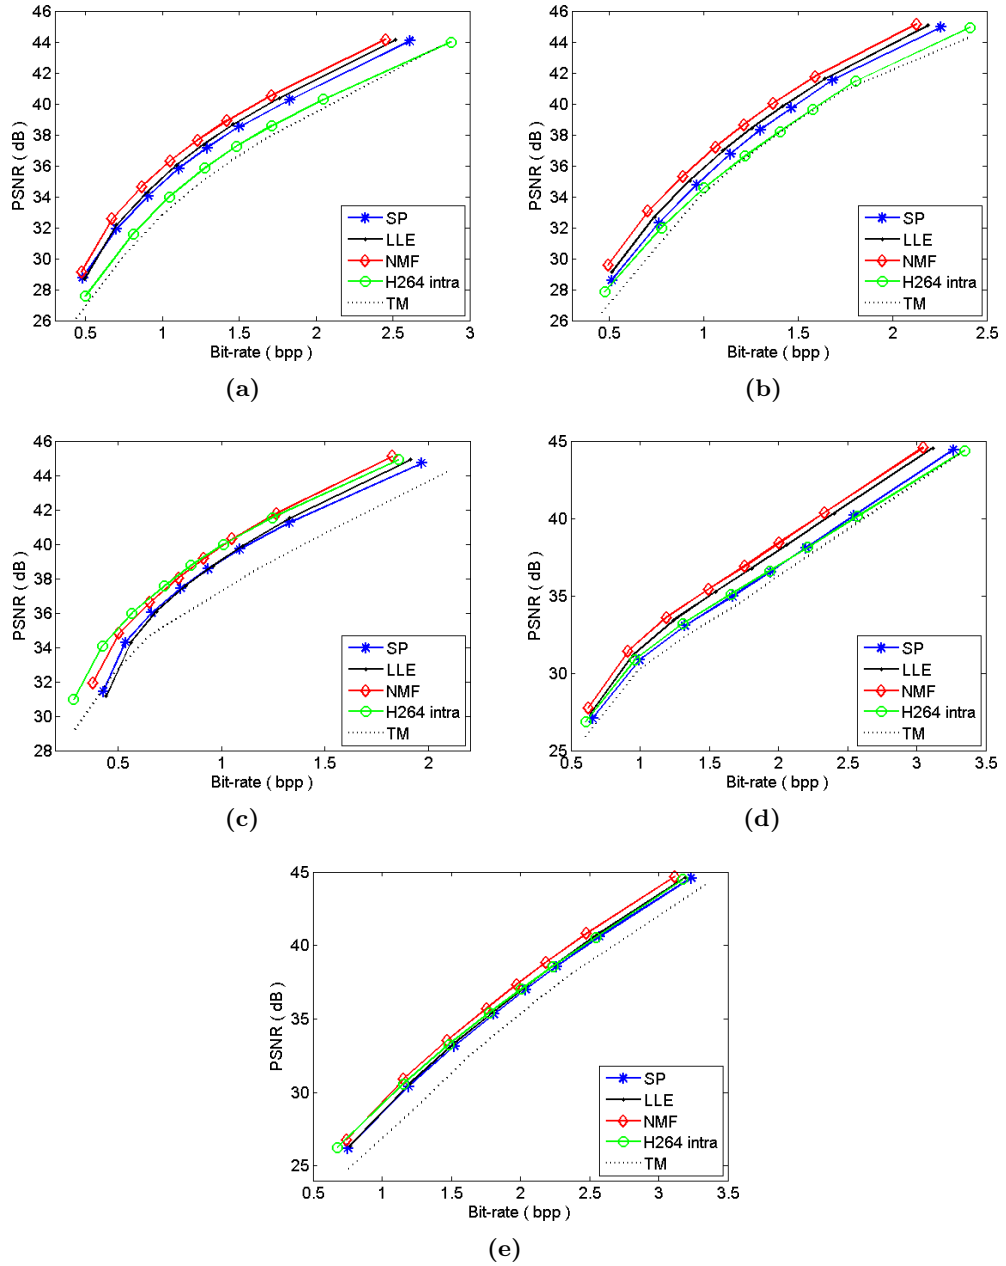 46
44
42
40
38
36
34
32
30
28
26
PSNR ( dB )
0.5
1
1.5
2
2.5
3
Bit-rate ( bpp )
SP
LLE
NMF
H264 intra
TM
(a)
46
44
42
40
38
36
34
32
30
28
26
PSNR ( dB )
0.5
1
1.5
2
2.5
Bit-rate ( bpp )
SP
LLE
NMF
H264 intra
TM
(b)
46
44
42
40
38
36
34
32
30
28
PSNR ( dB )
0.5
1
1.5
2
Bit-rate ( bpp )
SP
LLE
NMF
H264 intra
TM
(c)
45
40
35
30
25
PSNR ( dB )
0.5
1
1.5
2
2.5
3
3.5
Bit-rate ( bpp )
SP
LLE
NMF
H264 intra
TM
(d)
45
40
35
30
25
PSNR ( dB )
0.5
1
1.5
2
2.5
3
3.5
Bit-rate ( bpp )
SP
LLE
NMF
H264 intra
TM
(e)